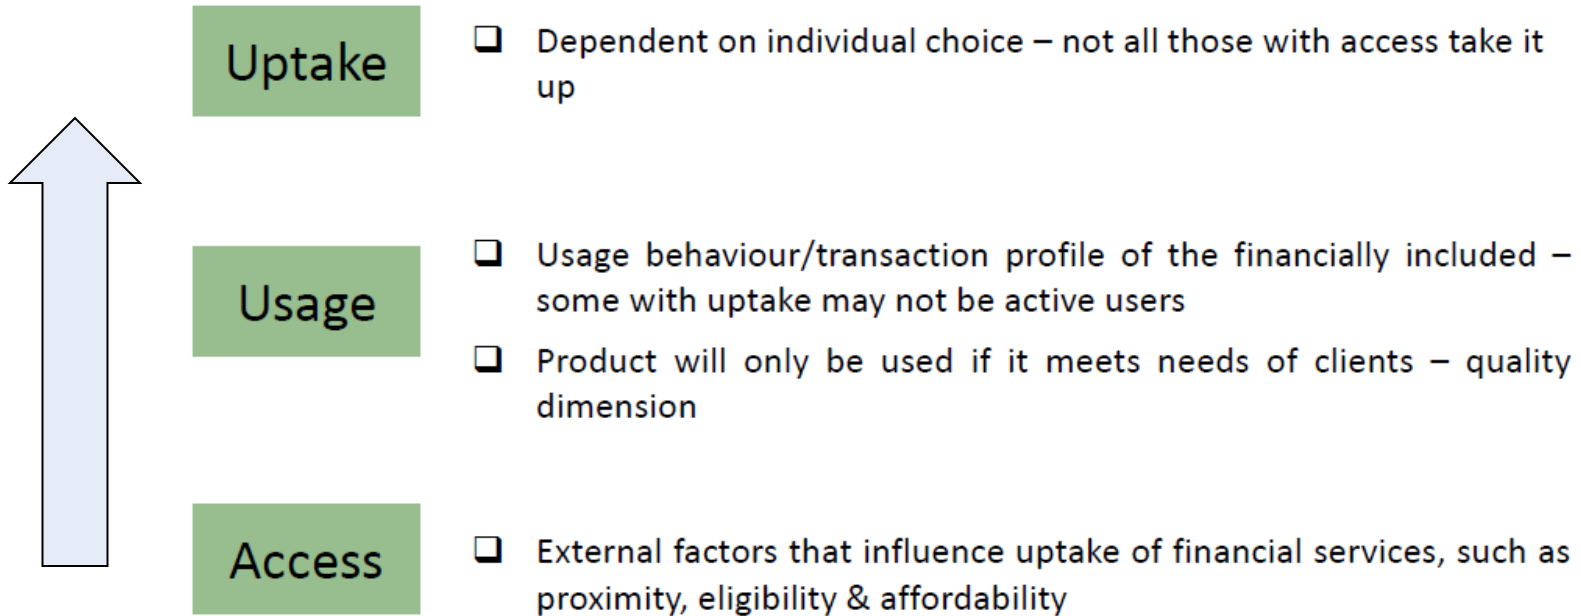 Uptake
❑ Dependent on individual choice – not all those with access take it
up
Usage
❑ Usage behaviour/transaction profile of the financially included –
some with uptake may not be active users
❑ Product will only be used if it meets needs of clients – quality
dimension
Access
❑ External factors that influence uptake of financial services, such as
proximity, eligibility & affordability